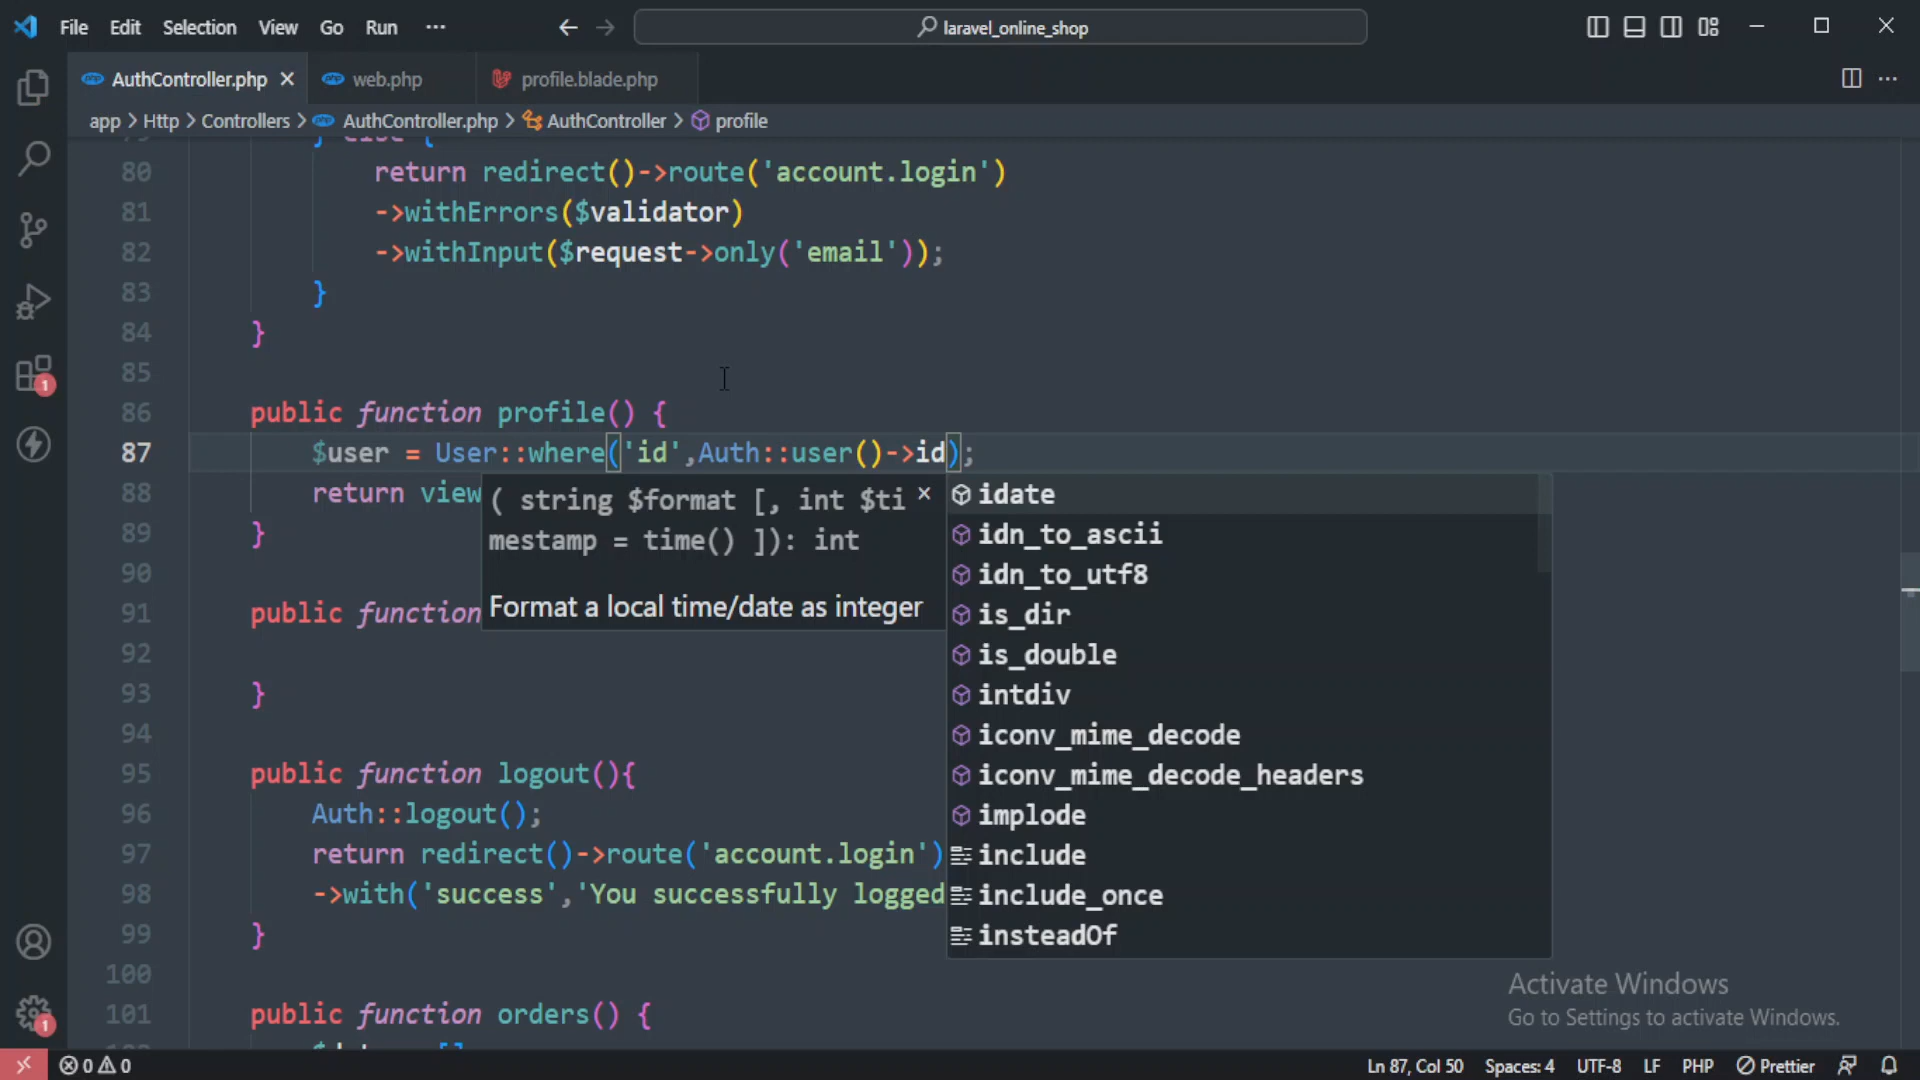 File Edit Selection View Go Run ··· laravel_online_shop
AuthController.php web.php profile.blade.php
app > Http > Controllers > AuthController.php > AuthController > profile
80 return redirect()->route('account.login')
81 ->withErrors($validator)
82 ->withInput($request->only('email'));
83 }
84 }
85
86 public function profile() {
87 $user = User::where('id',Auth::user()->id);
88 return view
89 }
90
91 public function
92
93 }
94
95 public function logout(){
96 Auth::logout();
97 return redirect()->route('account.login')
98 ->with('success','You successfully logged
99 }
100
101 public function orders() {
( string $format [, int $ti
mestamp = time() ]): int
Format a local time/date as integer
idate
idn_to_ascii
idn_to_utf8
is_dir
is_double
intdiv
iconv_mime_decode
iconv_mime_decode_headers
implode
include
include_once
insteadOf
1
1
Activate Windows
Go to Settings to activate Windows.
0 0 Ln 87, Col 50 Spaces: 4 UTF-8 LF PHP Prettier